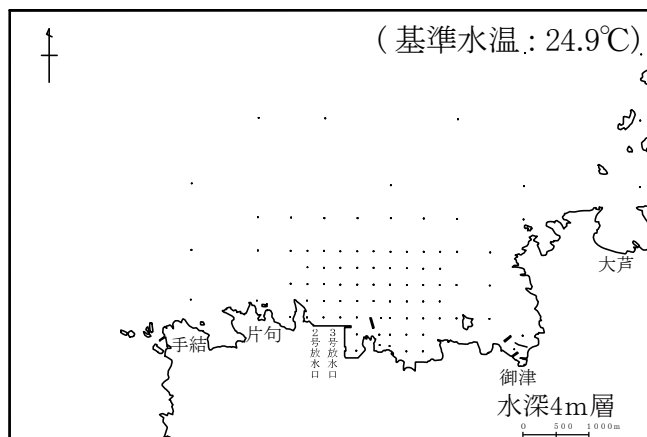 (基準水温:24.9℃)
大芦
手結
片句
2号放水口
3号放水口
御津
水深4m層
0 500 1000m